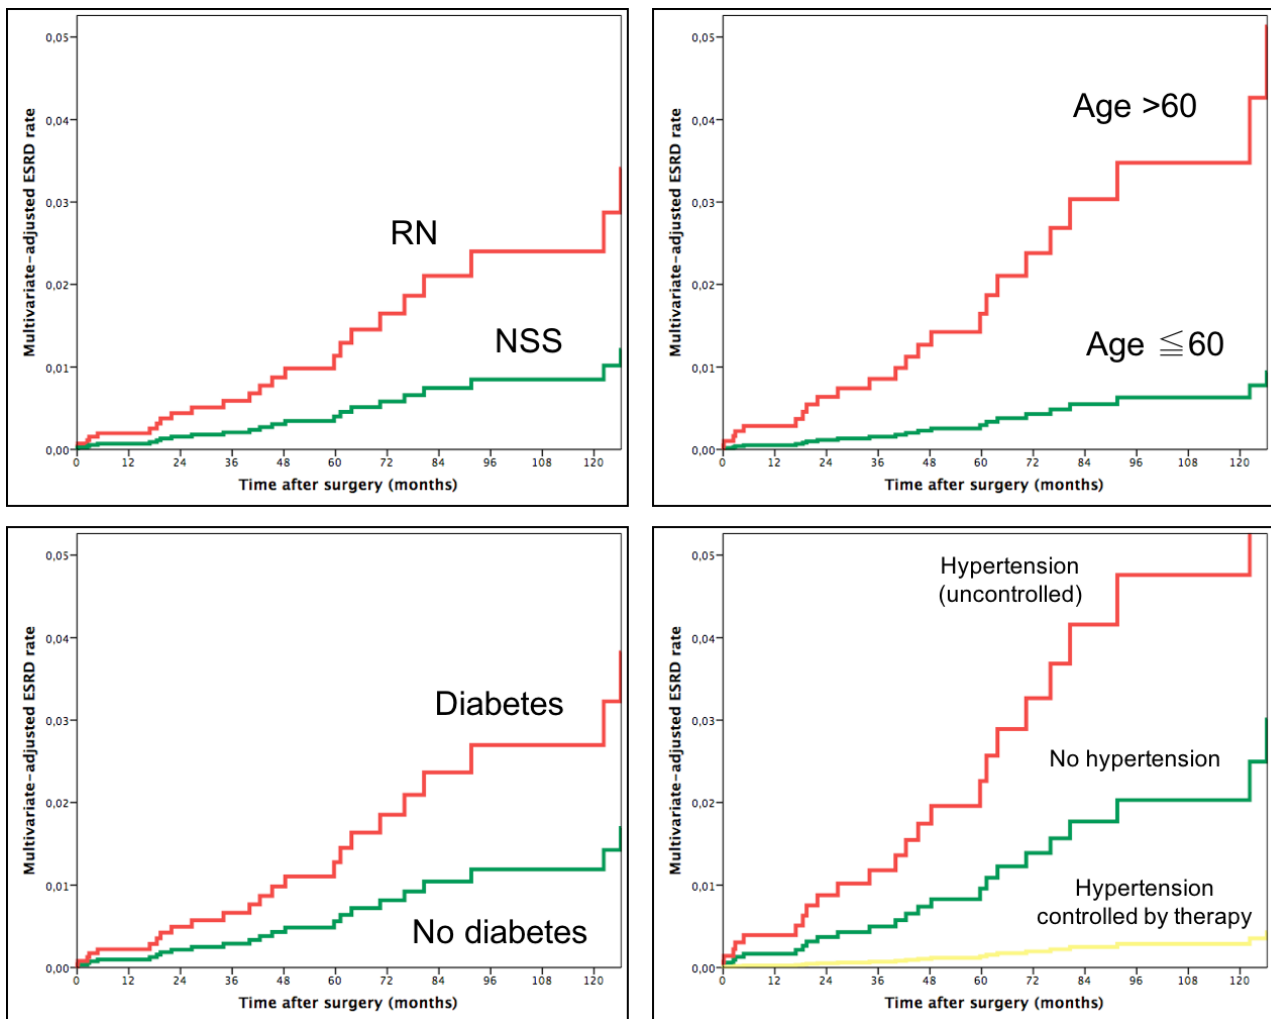 Multivariate-adjusted ESRD rate
0,05
0,04
0,03
0,02
0,01
0,00
RN
NSS
0 12 24 36 48 60 72 84 96 108 120
Time after surgery (months)
Multivariate-adjusted ESRD rate
0,05
0,04
0,03
0,02
0,01
0,00
Age >60
Age ≦60
0 12 24 36 48 60 72 84 96 108 120
Time after surgery (months)
Multivariate-adjusted ESRD rate
0,05
0,04
0,03
0,02
0,01
0,00
Diabetes
No diabetes
0 12 24 36 48 60 72 84 96 108 120
Time after surgery (months)
Multivariate-adjusted ESRD rate
0,05
0,04
0,03
0,02
0,01
0,00
Hypertension
(uncontrolled)
No hypertension
Hypertension
controlled by therapy
0 12 24 36 48 60 72 84 96 108 120
Time after surgery (months)